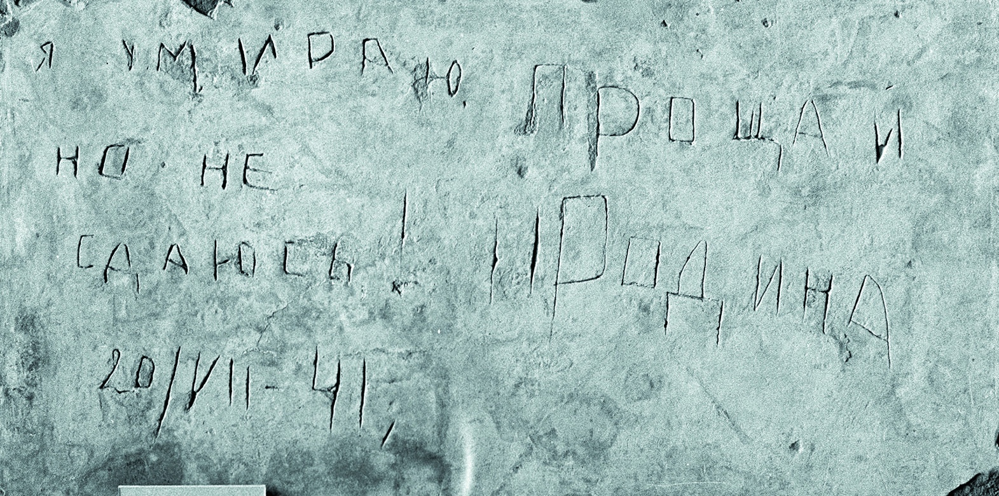 Я УМИРАЮ,
НО НЕ
СДАЮСЬ!
ПРОЩАЙ
РОДИНА
20/VII-41